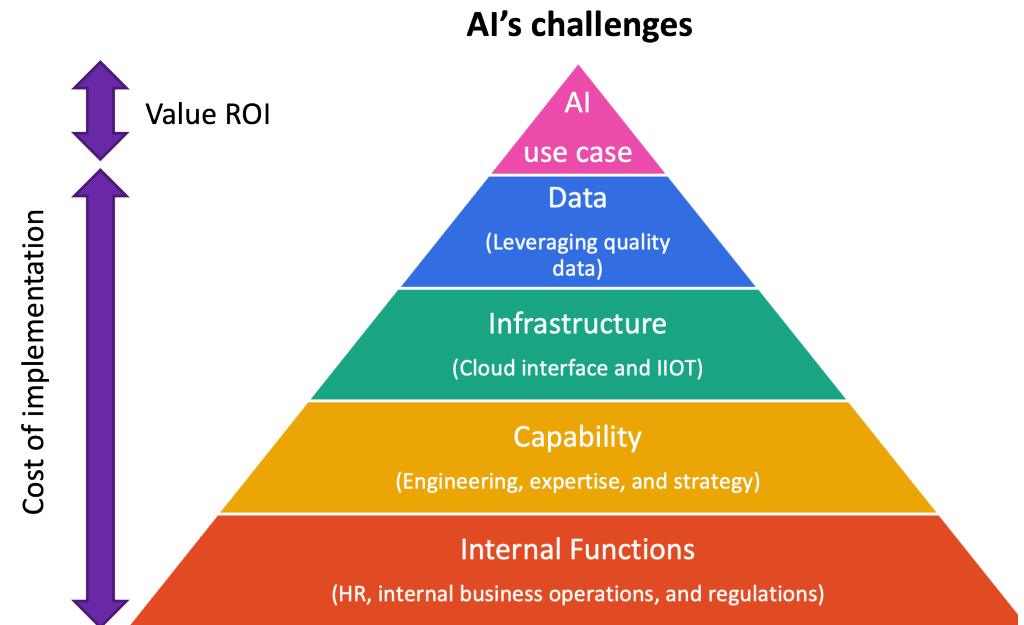 AI’s challenges
Value ROI
Cost of implementation
AI
use case
Data
(Leveraging quality
data)
Infrastructure
(Cloud interface and IIOT)
Capability
(Engineering, expertise, and strategy)
Internal Functions
(HR, internal business operations, and regulations)